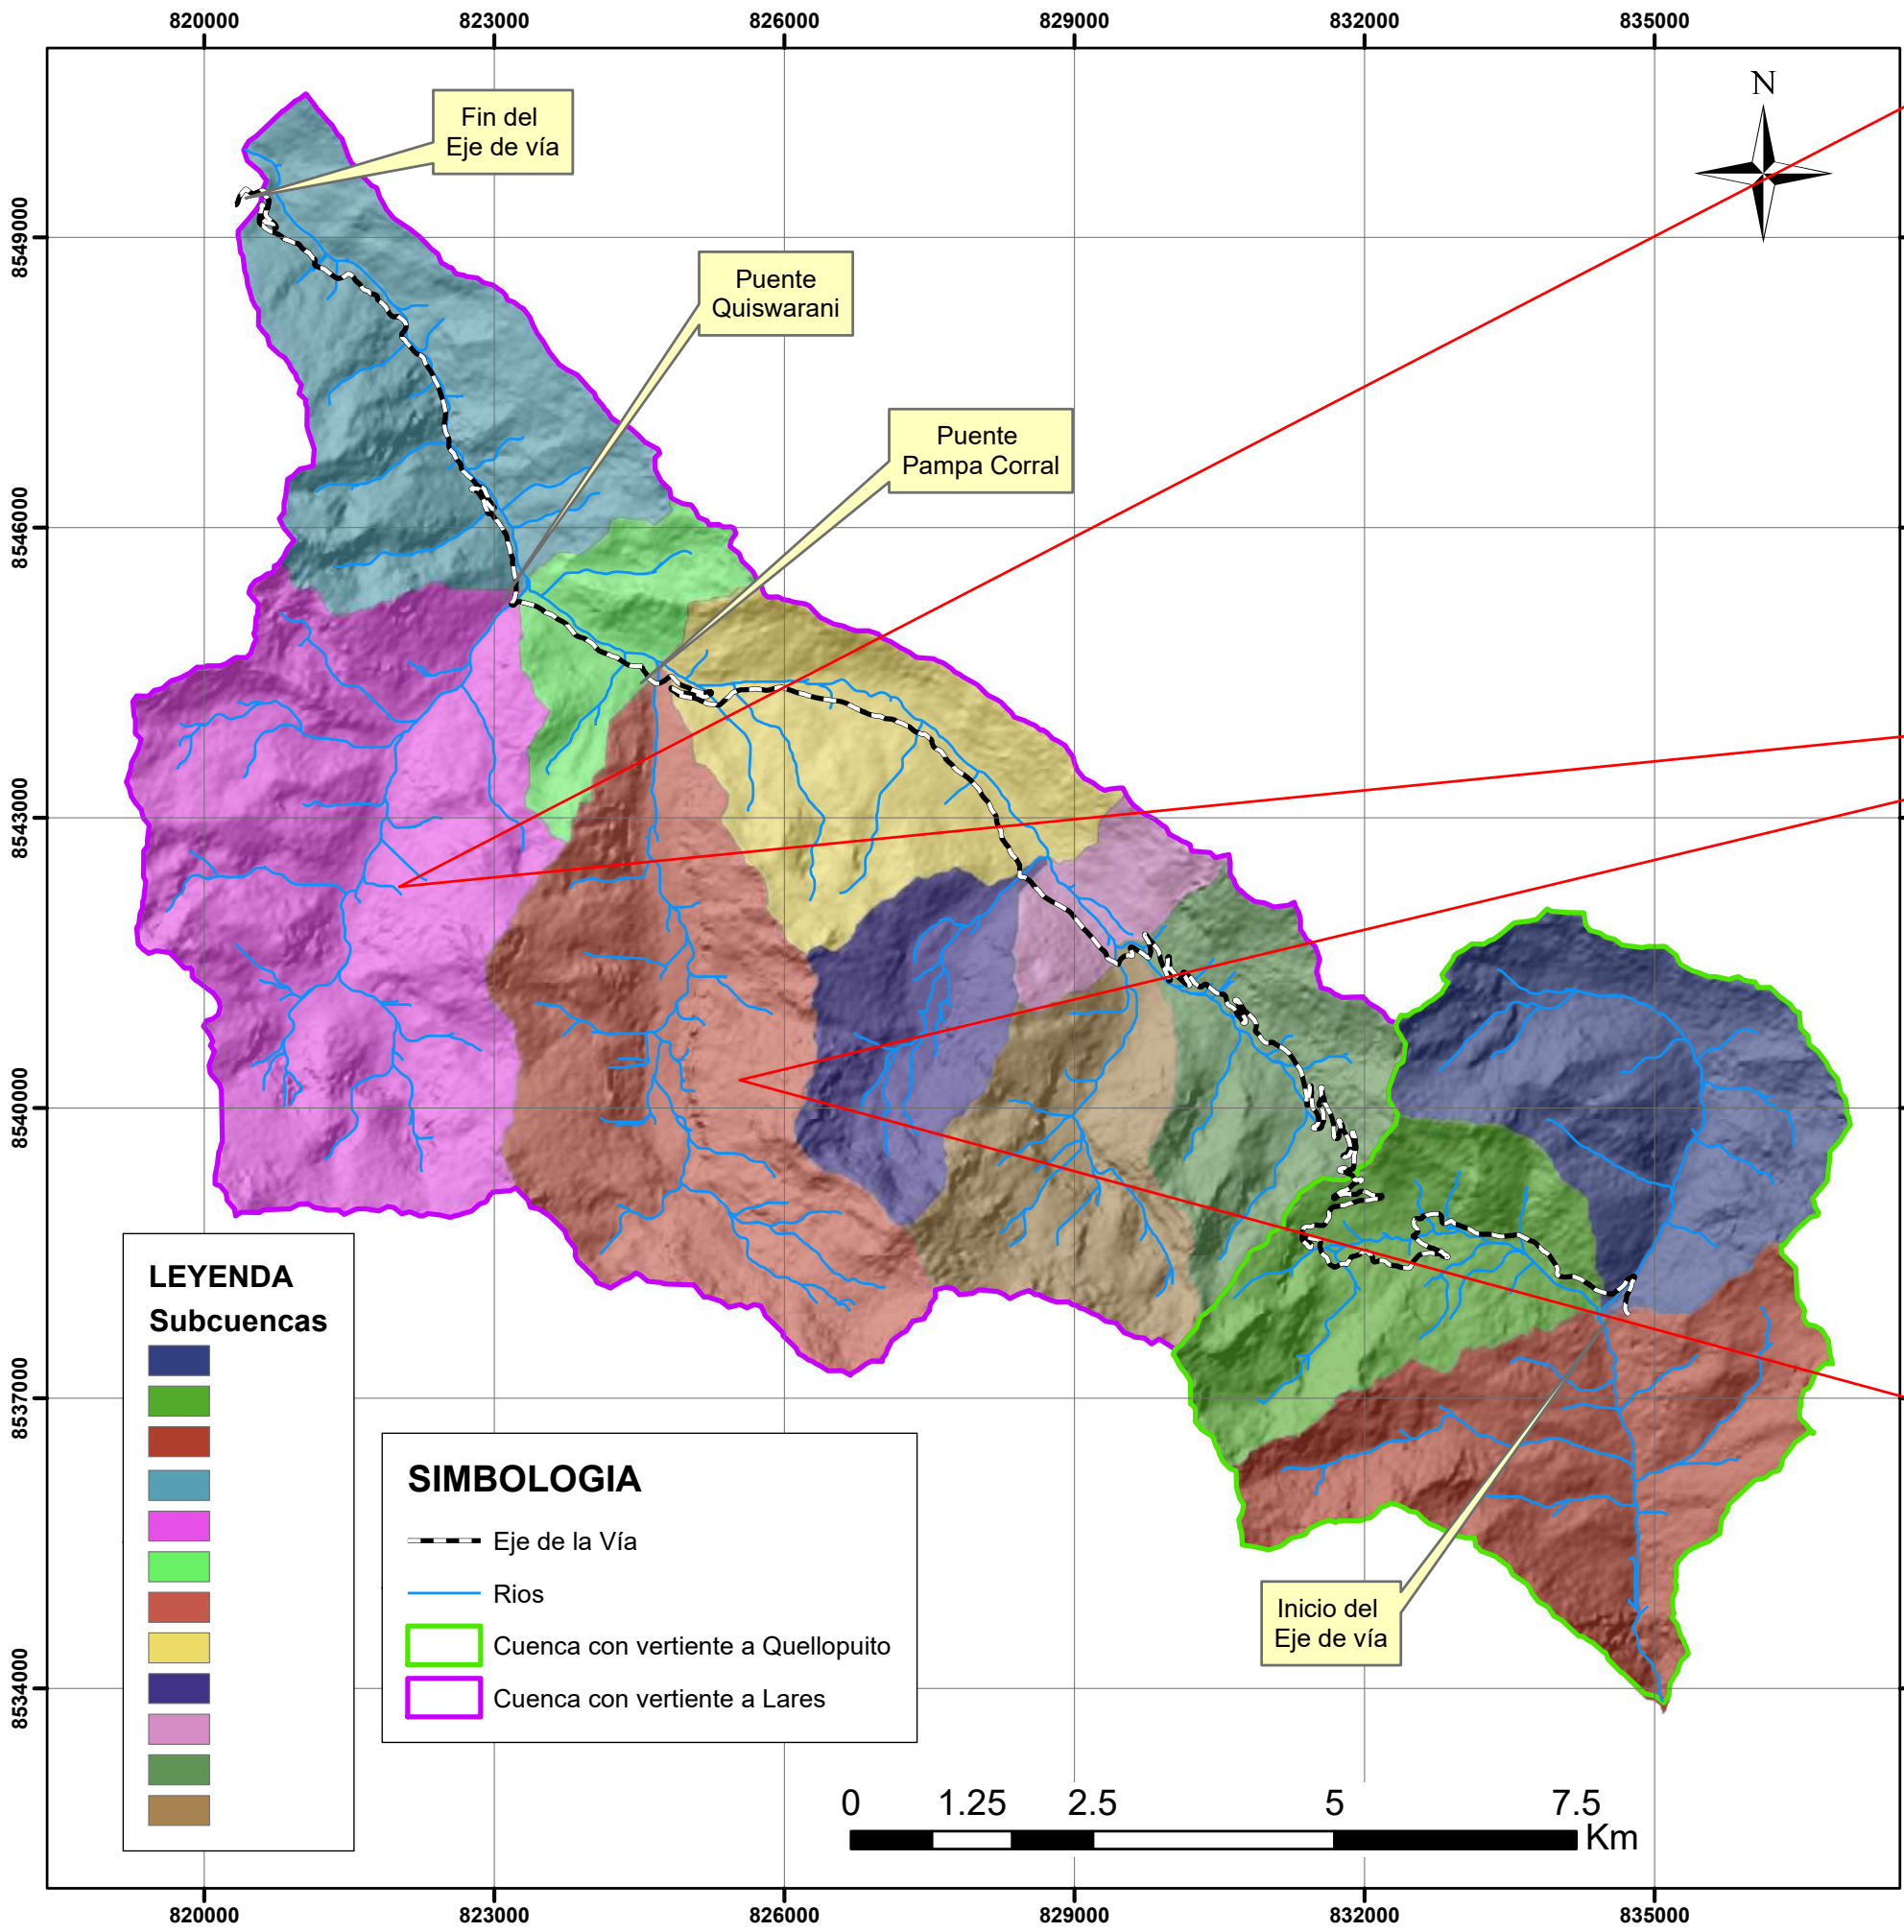 820000
823000
826000
829000
832000
835000
N
Fin del
Eje de vía
8549000
Puente
Quiswarani
Puente
Pampa Corral
8546000
8543000
8540000
LEYENDA
Subcuencas
8537000
SIMBOLOGIA
Eje de la Vía
Rios
Cuenca con vertiente a Quellopuito
Cuenca con vertiente a Lares
Inicio del
Eje de vía
8534000
0 1.25 2.5 5 7.5
Km
820000
823000
826000
829000
832000
835000